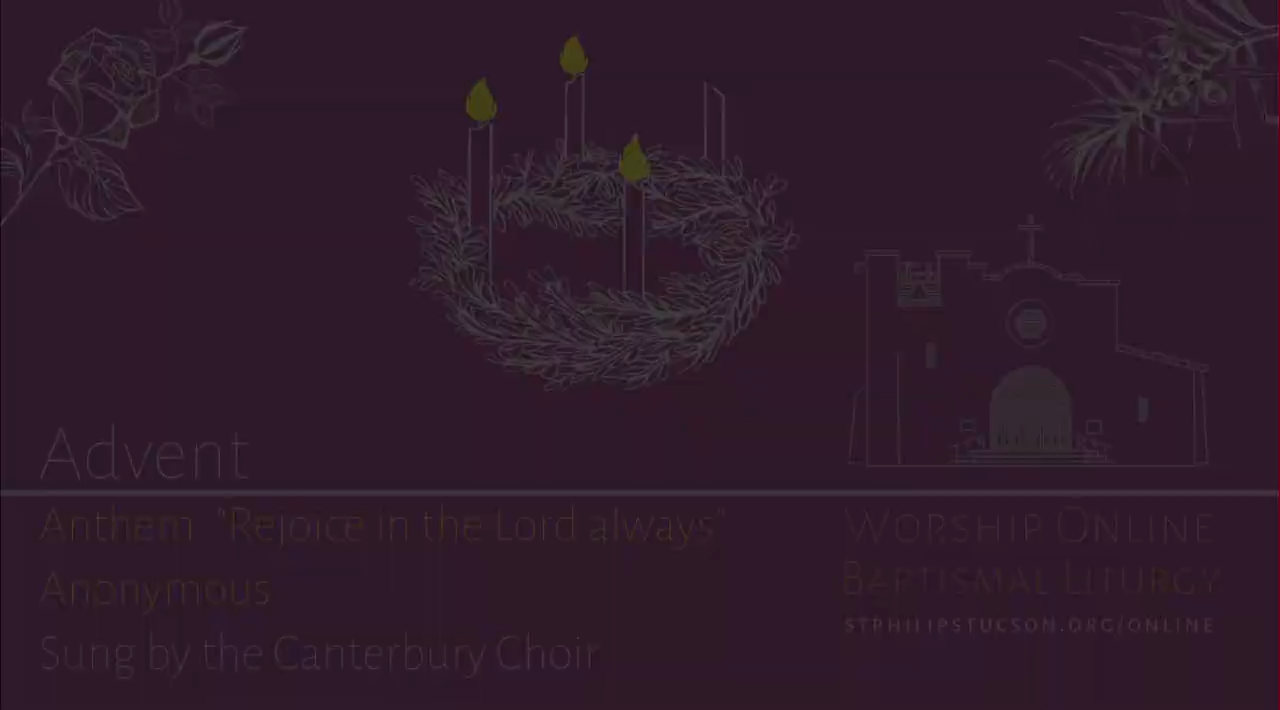 Advent
Anthem "Rejoice in the Lord always"
Anonymous
Sung by the Canterbury Choir
WORSHIP ONLINE
BAPTISMAL LITURGY
STPHILIPSTUCSON.ORG/ONLINE